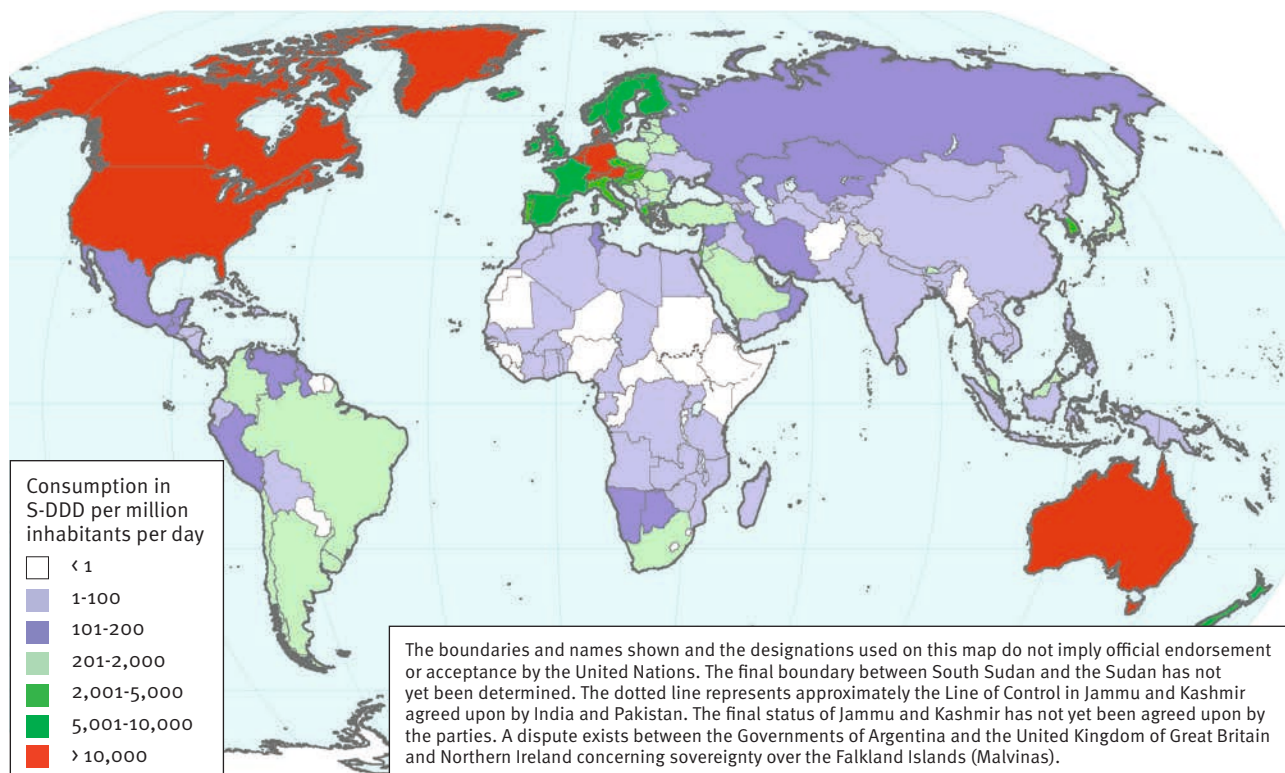 Consumption in
S-DDD per million
inhabitants per day
‹ 1
1-100
101-200
201-2,000
2,001-5,000
5,001-10,000
› 10,000
The boundaries and names shown and the designations used on this map do not imply official endorsement
or acceptance by the United Nations. The final boundary between South Sudan and the Sudan has not
yet been determined. The dotted line represents approximately the Line of Control in Jammu and Kashmir
agreed upon by India and Pakistan. The final status of Jammu and Kashmir has not yet been agreed upon by
the parties. A dispute exists between the Governments of Argentina and the United Kingdom of Great Britain
and Northern Ireland concerning sovereignty over the Falkland Islands (Malvinas).